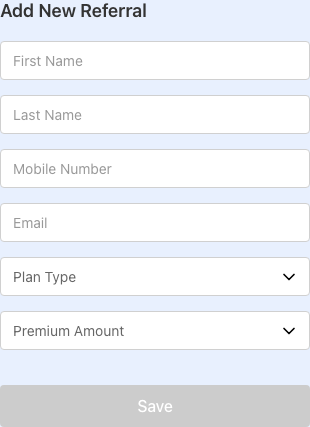 Add New Referral
First Name
Last Name
Mobile Number
Email
Plan Type
Premium Amount
Save